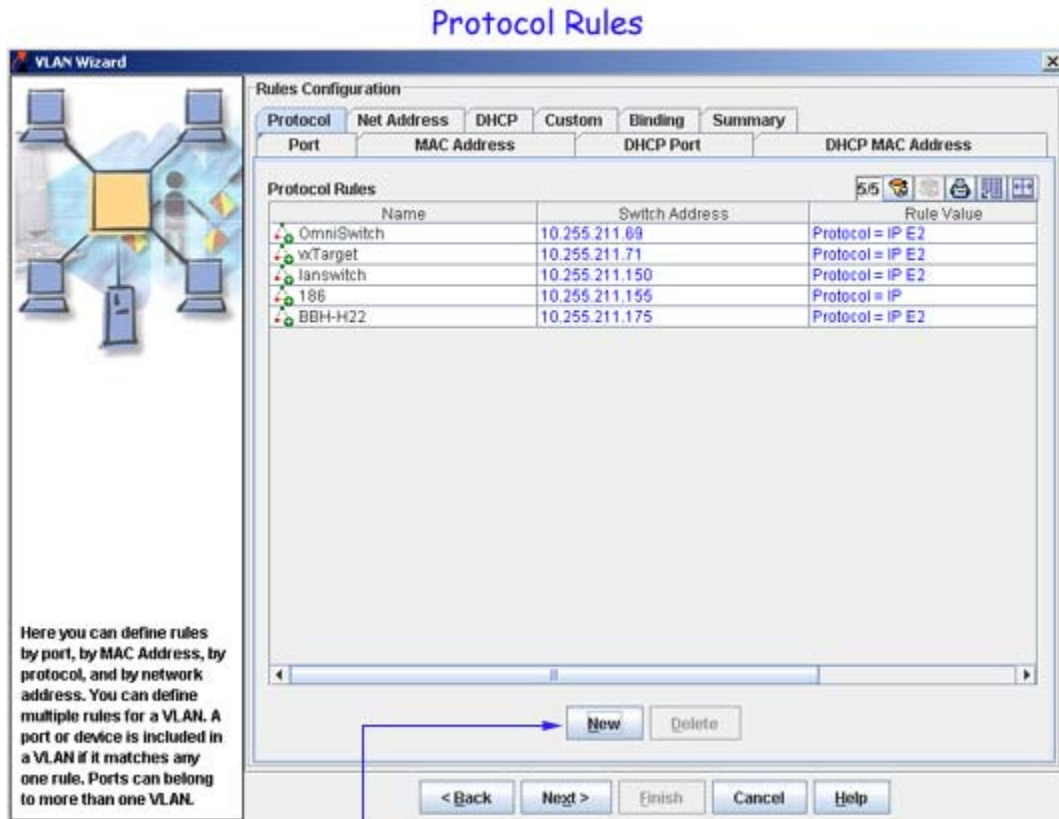 Protocol Rules
VLAN Wizard
Rules Configuration
Protocol Net Address DHCP Custom Binding Summary
Port MAC Address DHCP Port DHCP MAC Address
Protocol Rules 5/5
Name Switch Address Rule Value
OmniSwitch 10.255.211.69 Protocol = IP E2
vxTarget 10.255.211.71 Protocol = IP E2
lanswitch 10.255.211.150 Protocol = IP E2
186 10.255.211.155 Protocol = IP
BBH-H22 10.255.211.175 Protocol = IP E2
Here you can define rules
by port, by MAC Address, by
protocol, and by network
address. You can define
multiple rules for a VLAN. A
port or device is included in
a VLAN if it matches any
one rule. Ports can belong
to more than one VLAN.
New Delete
< Back Next > Finish Cancel Help